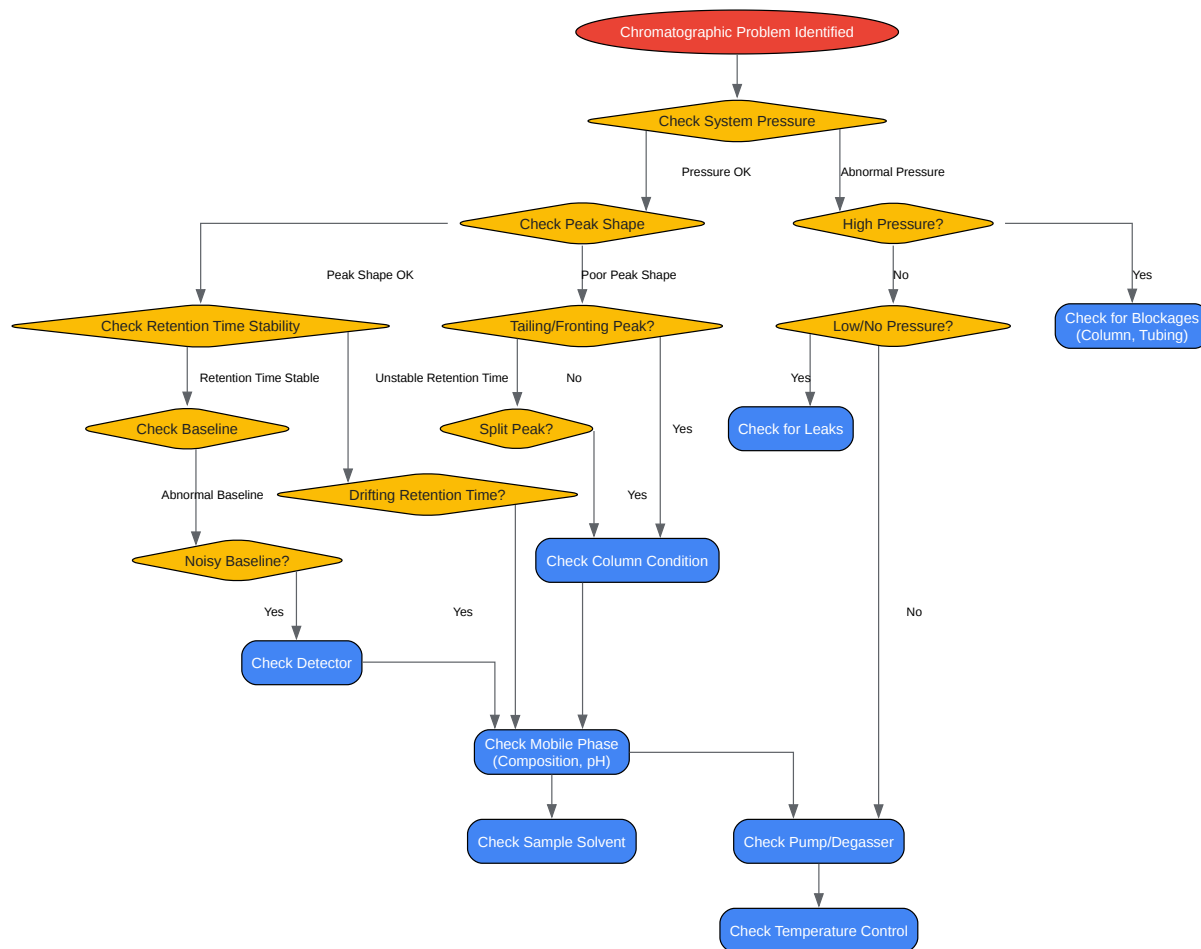 Chromatographic Problem Identified
Check System Pressure
Pressure OK
Abnormal Pressure
Check Peak Shape
High Pressure?
Peak Shape OK
Poor Peak Shape
No
Yes
Check Retention Time Stability
Tailing/Fronting Peak?
Low/No Pressure?
Check for Blockages
(Column, Tubing)
Retention Time Stable
Unstable Retention Time
No
Yes
Check Baseline
Split Peak?
Yes
Check for Leaks
Abnormal Baseline
Drifting Retention Time?
Yes
Noisy Baseline?
Check Column Condition
Yes
Yes
No
Check Detector
Check Mobile Phase
(Composition, pH)
Check Sample Solvent
Check Pump/Degasser
Check Temperature Control